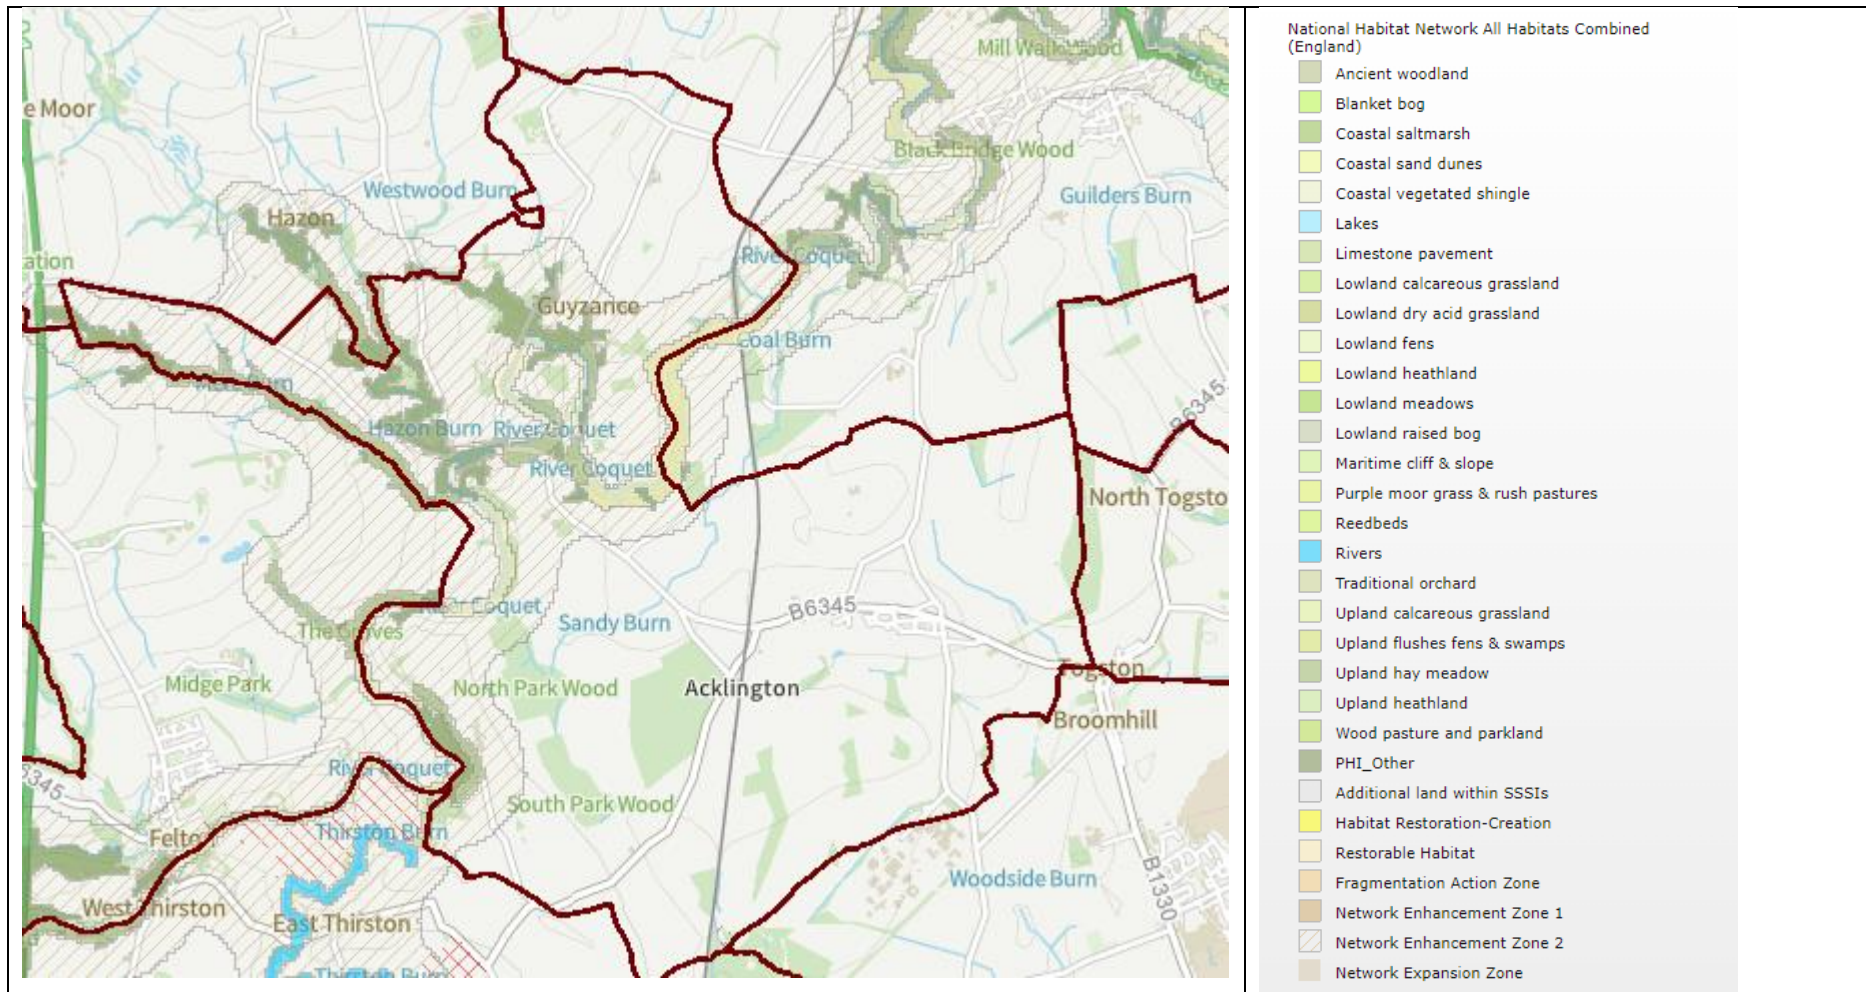 Mill Walk Wood
e Moor
Black Bridge Wood
Westwood Burn
Guilders Burn
Hazon
River Coquet
ation
Guyzance
Coal Burn
Hazon Burn
River Coquet
River Coquet
B6345
North Togsto
River Coquet
B6345
Sandy Burn
The Groves
Togston
Midge Park
North Park Wood
Acklington
Broomhill
River Coquet
6345
South Park Wood
Thirston Burn
Felto
Woodside Burn
B1330
West Thirston
East Thirston
Thirston Burn
National Habitat Network All Habitats Combined
(England)
Ancient woodland
Blanket bog
Coastal saltmarsh
Coastal sand dunes
Coastal vegetated shingle
Lakes
Limestone pavement
Lowland calcareous grassland
Lowland dry acid grassland
Lowland fens
Lowland heathland
Lowland meadows
Lowland raised bog
Maritime cliff & slope
Purple moor grass & rush pastures
Reedbeds
Rivers
Traditional orchard
Upland calcareous grassland
Upland flushes fens & swamps
Upland hay meadow
Upland heathland
Wood pasture and parkland
PHI_Other
Additional land within SSSIs
Habitat Restoration-Creation
Restorable Habitat
Fragmentation Action Zone
Network Enhancement Zone 1
Network Enhancement Zone 2
Network Expansion Zone